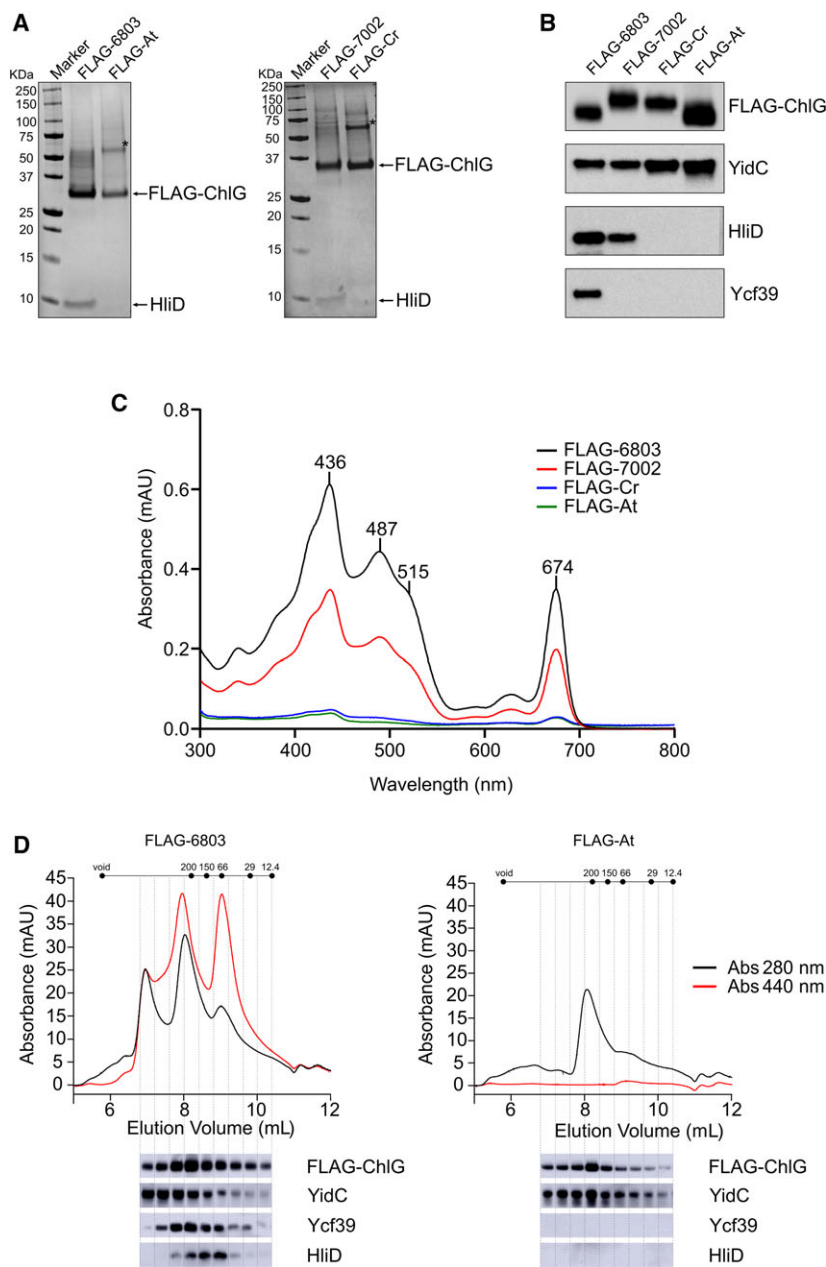 A
KDa
Marker
FLAG-6803
FLAG-At
250
150
100
75
50
37
25
20
15
10
*
FLAG-ChlG
HliD
KDa
Marker
FLAG-7002
FLAG-Cr
250
150
100
75
50
37
25
20
15
10
*
FLAG-ChlG
HliD
B
FLAG-6803
FLAG-7002
FLAG-Cr
FLAG-At
FLAG-ChlG
YidC
HliD
Ycf39
C
Absorbance (mAU)
0.8
0.6
0.4
0.2
0.0
436
487
515
674
FLAG-6803
FLAG-7002
FLAG-Cr
FLAG-At
300 400 500 600 700 800
Wavelength (nm)
D
FLAG-6803
void 200 150 66 29 12.4
Absorbance (mAU)
45
40
35
30
25
20
15
10
5
0
6 8 10 12
Elution Volume (mL)
FLAG-ChlG
YidC
Ycf39
HliD
FLAG-At
void 200 150 66 29 12.4
Absorbance (mAU)
45
40
35
30
25
20
15
10
5
0
6 8 10 12
Elution Volume (mL)
Abs 280 nm
Abs 440 nm
FLAG-ChlG
YidC
Ycf39
HliD